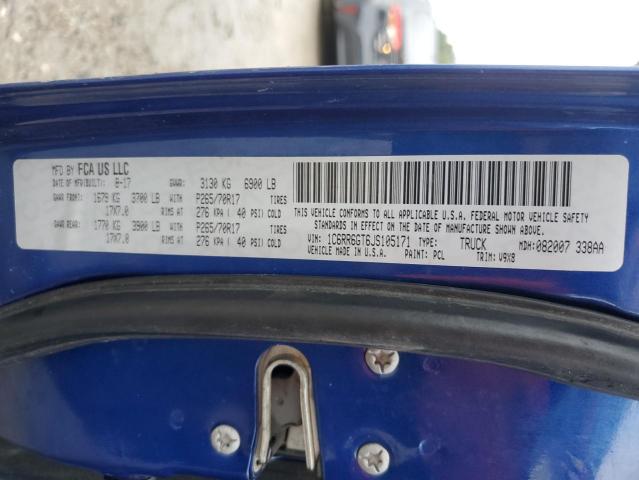 MFD BY FCA US LLC
DATE OF MFR(BUILT): 8-17 GVWR: 3130 KG 6900 LB
GAWR FRONT: 1679 KG 3700 LB WITH P265/70R17 TIRES
17X7.0 RIMS AT 276 KPA ( 40 PSI) COLD
GAWR REAR: 1770 KG 3900 LB WITH P265/70R17 TIRES
17X7.0 RIMS AT 276 KPA ( 40 PSI) COLD
THIS VEHICLE CONFORMS TO ALL APPLICABLE U.S.A. FEDERAL MOTOR VEHICLE SAFETY
STANDARDS IN EFFECT ON THE DATE OF MANUFACTURE SHOWN ABOVE.
VIN: 1C6RR6GT6JS105171 TYPE: TRUCK MDH:082007 338AA
VEHICLE MADE IN U.S.A. PAINT: PCL TRIM: V9X8